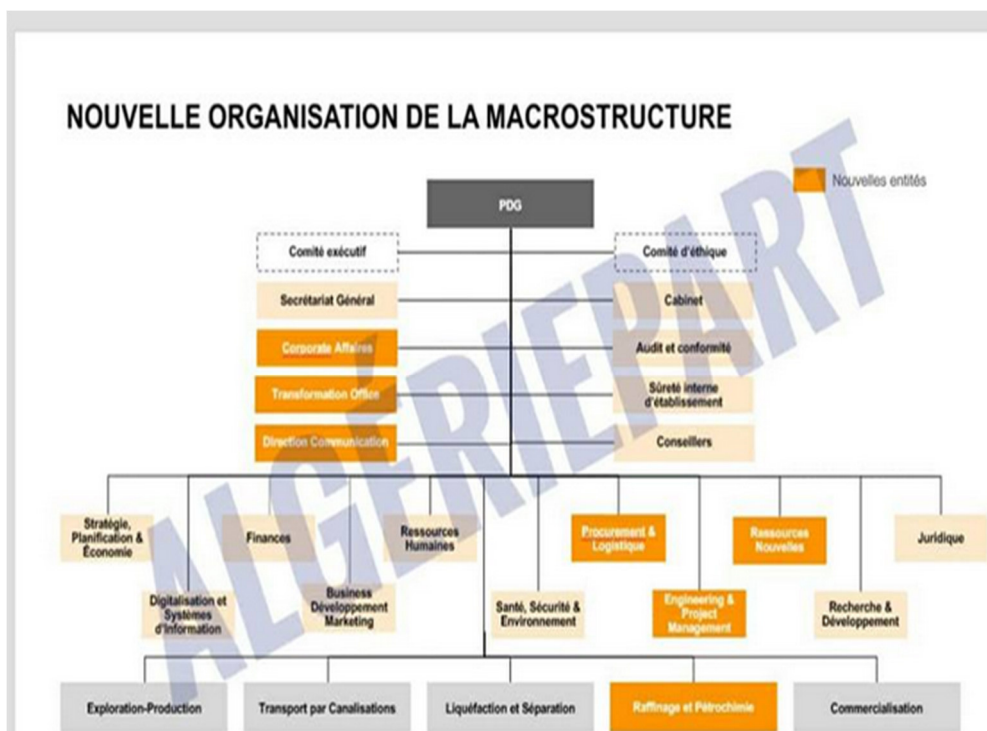 NOUVELLE ORGANISATION DE LA MACROSTRUCTURE
Nouvelles entités
PDG
Comité exécutif
Comité d'éthique
Secrétariat Général
Cabinet
Corporate Affaires
Audit et conformité
Transformation Office
Sûreté interne
d'établissement
Direction Communication
Conseillers
Stratégie,
Planification &
Économie
Finances
Ressources
Humaines
Procurement &
Logistique
Ressources
Nouvelles
Juridique
Digitalisation et
Systèmes
d'Information
Business
Développement
Marketing
Santé, Sécurité &
Environnement
Engineering &
Project
Management
Recherche &
Développement
Exploration-Production
Transport par Canalisations
Liquéfaction et Séparation
Raffinage et Pétrochimie
Commercialisation
ALGÉRIEPART